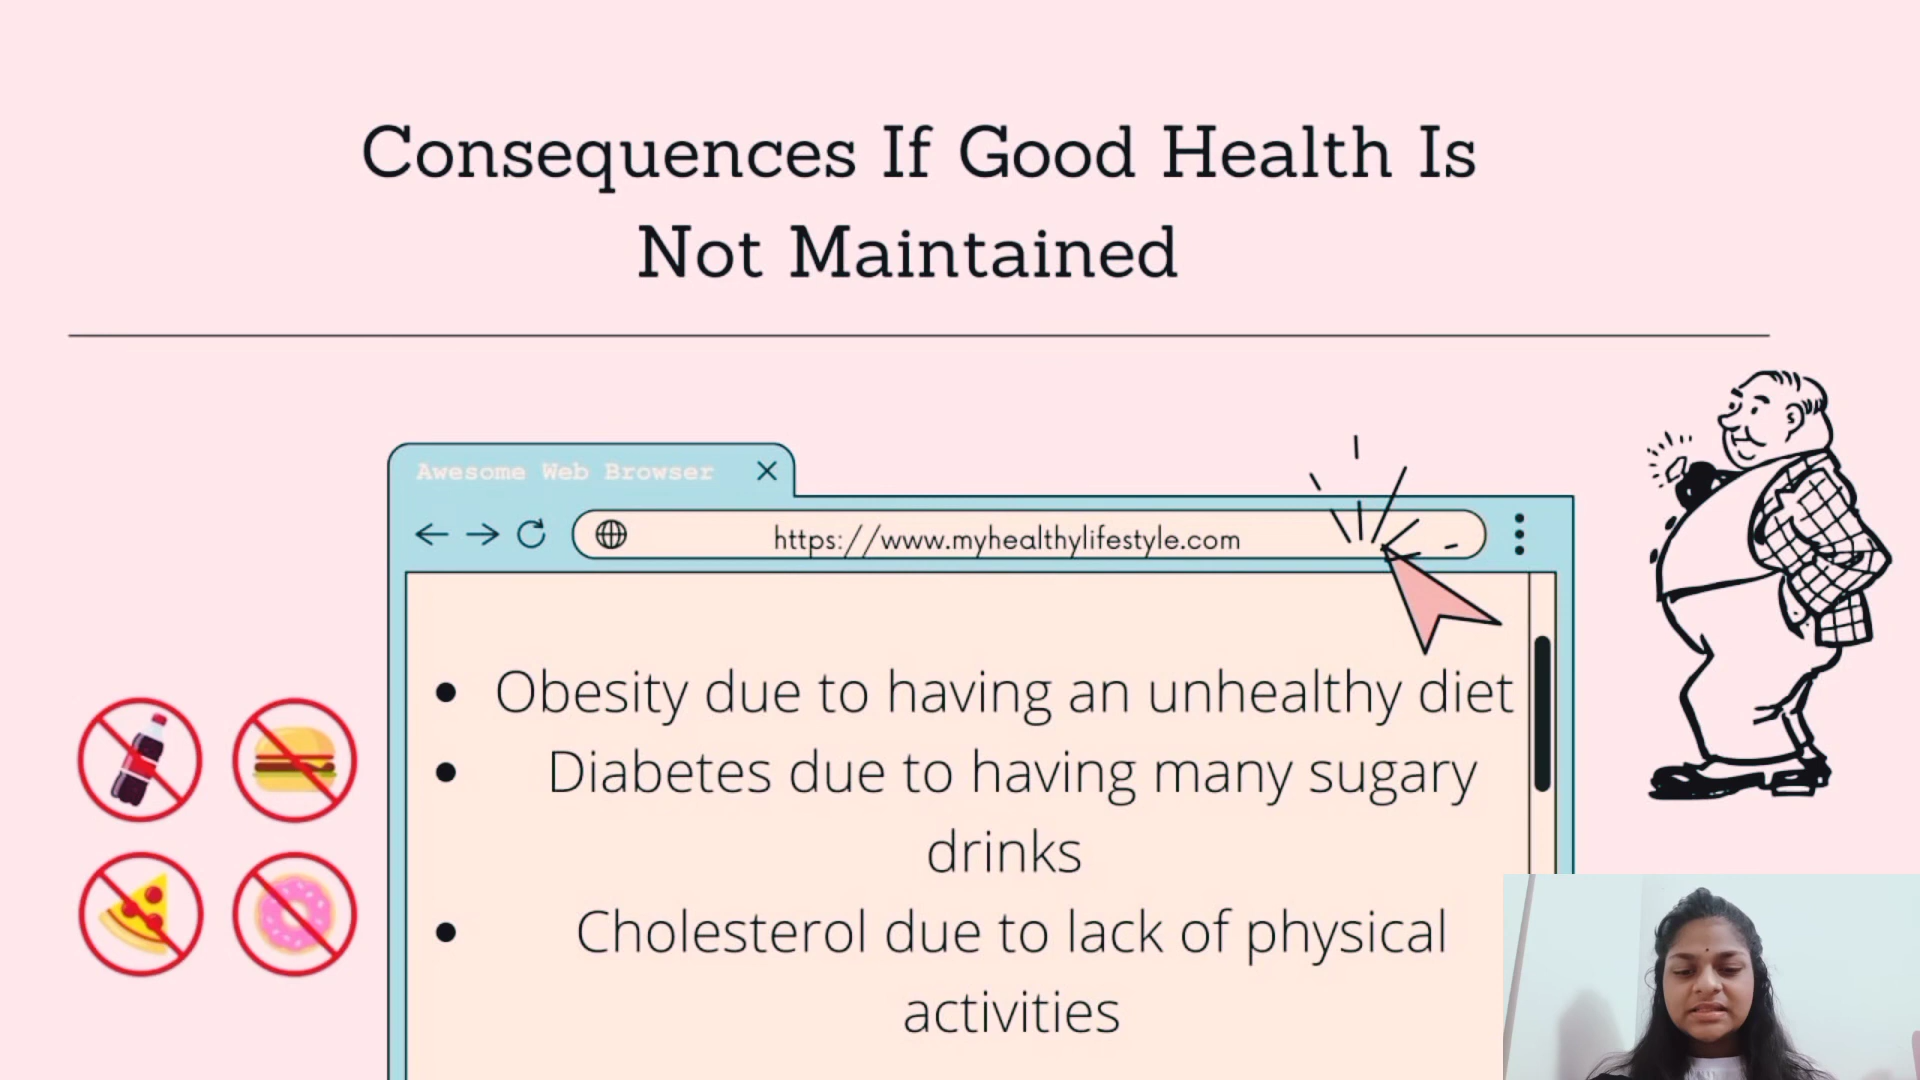 Consequences If Good Health Is
Not Maintained
Awesome Web Browser
https://www.myhealthylifestyle.com
• Obesity due to having an unhealthy diet
• Diabetes due to having many sugary
drinks
• Cholesterol due to lack of physical
activities